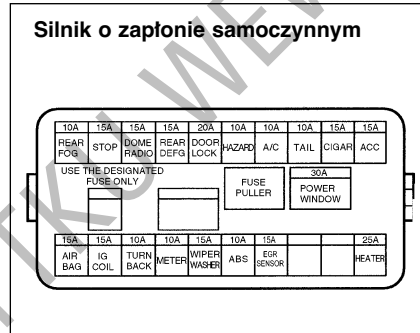 Silnik o zapłonie samoczynnym
10A 15A 15A 15A 20A 10A 10A 10A 15A 15A
REAR FOG STOP DOME RADIO REAR DEFG DOOR LOCK HAZARD A/C TAIL CIGAR ACC
USE THE DESIGNATED
FUSE ONLY
FUSE
PULLER
30A
POWER
WINDOW
15A 15A 10A 10A 15A 10A 15A 25A
AIR BAG IG COIL TURN BACK METER WIPER WASHER ABS EGR SENSOR HEATER
TKU WE